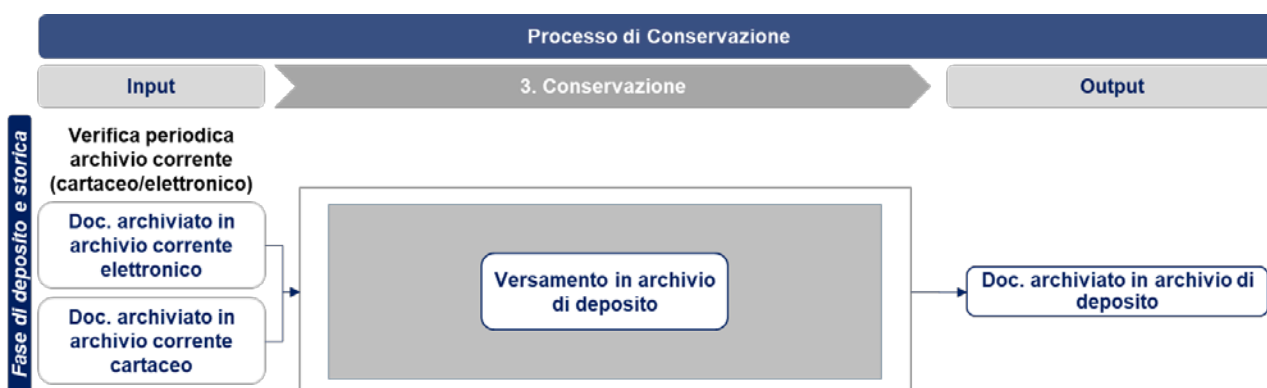 Processo di Conservazione
Input
3. Conservazione
Output
Fase di deposito e storica
Verifica periodica
archivio corrente
(cartaceo/elettronico)
Doc. archiviato in
archivio corrente
elettronico
Doc. archiviato in
archivio corrente
cartaceo
Versamento in archivio
di deposito
Doc. archiviato in archivio di
deposito